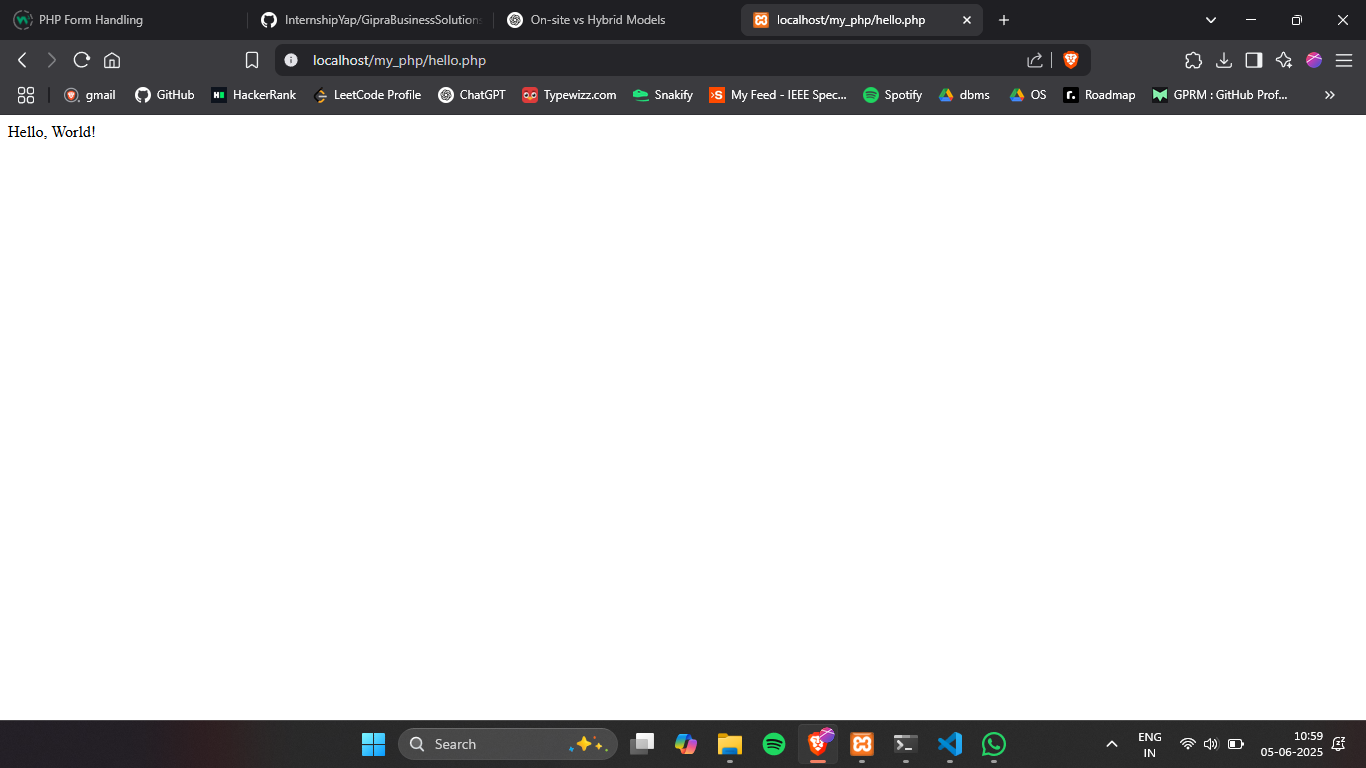 PHP Form Handling
InternshipYap/GipraBusinessSolutions
On-site vs Hybrid Models
localhost/my_php/hello.php
localhost/my_php/hello.php
gmail
GitHub
HackerRank
LeetCode Profile
ChatGPT
Typewizz.com
Snakify
My Feed - IEEE Spec...
Spotify
dbms
OS
Roadmap
GPRM : GitHub Prof...
Hello, World!
Search
ENG
IN
10:59
05-06-2025